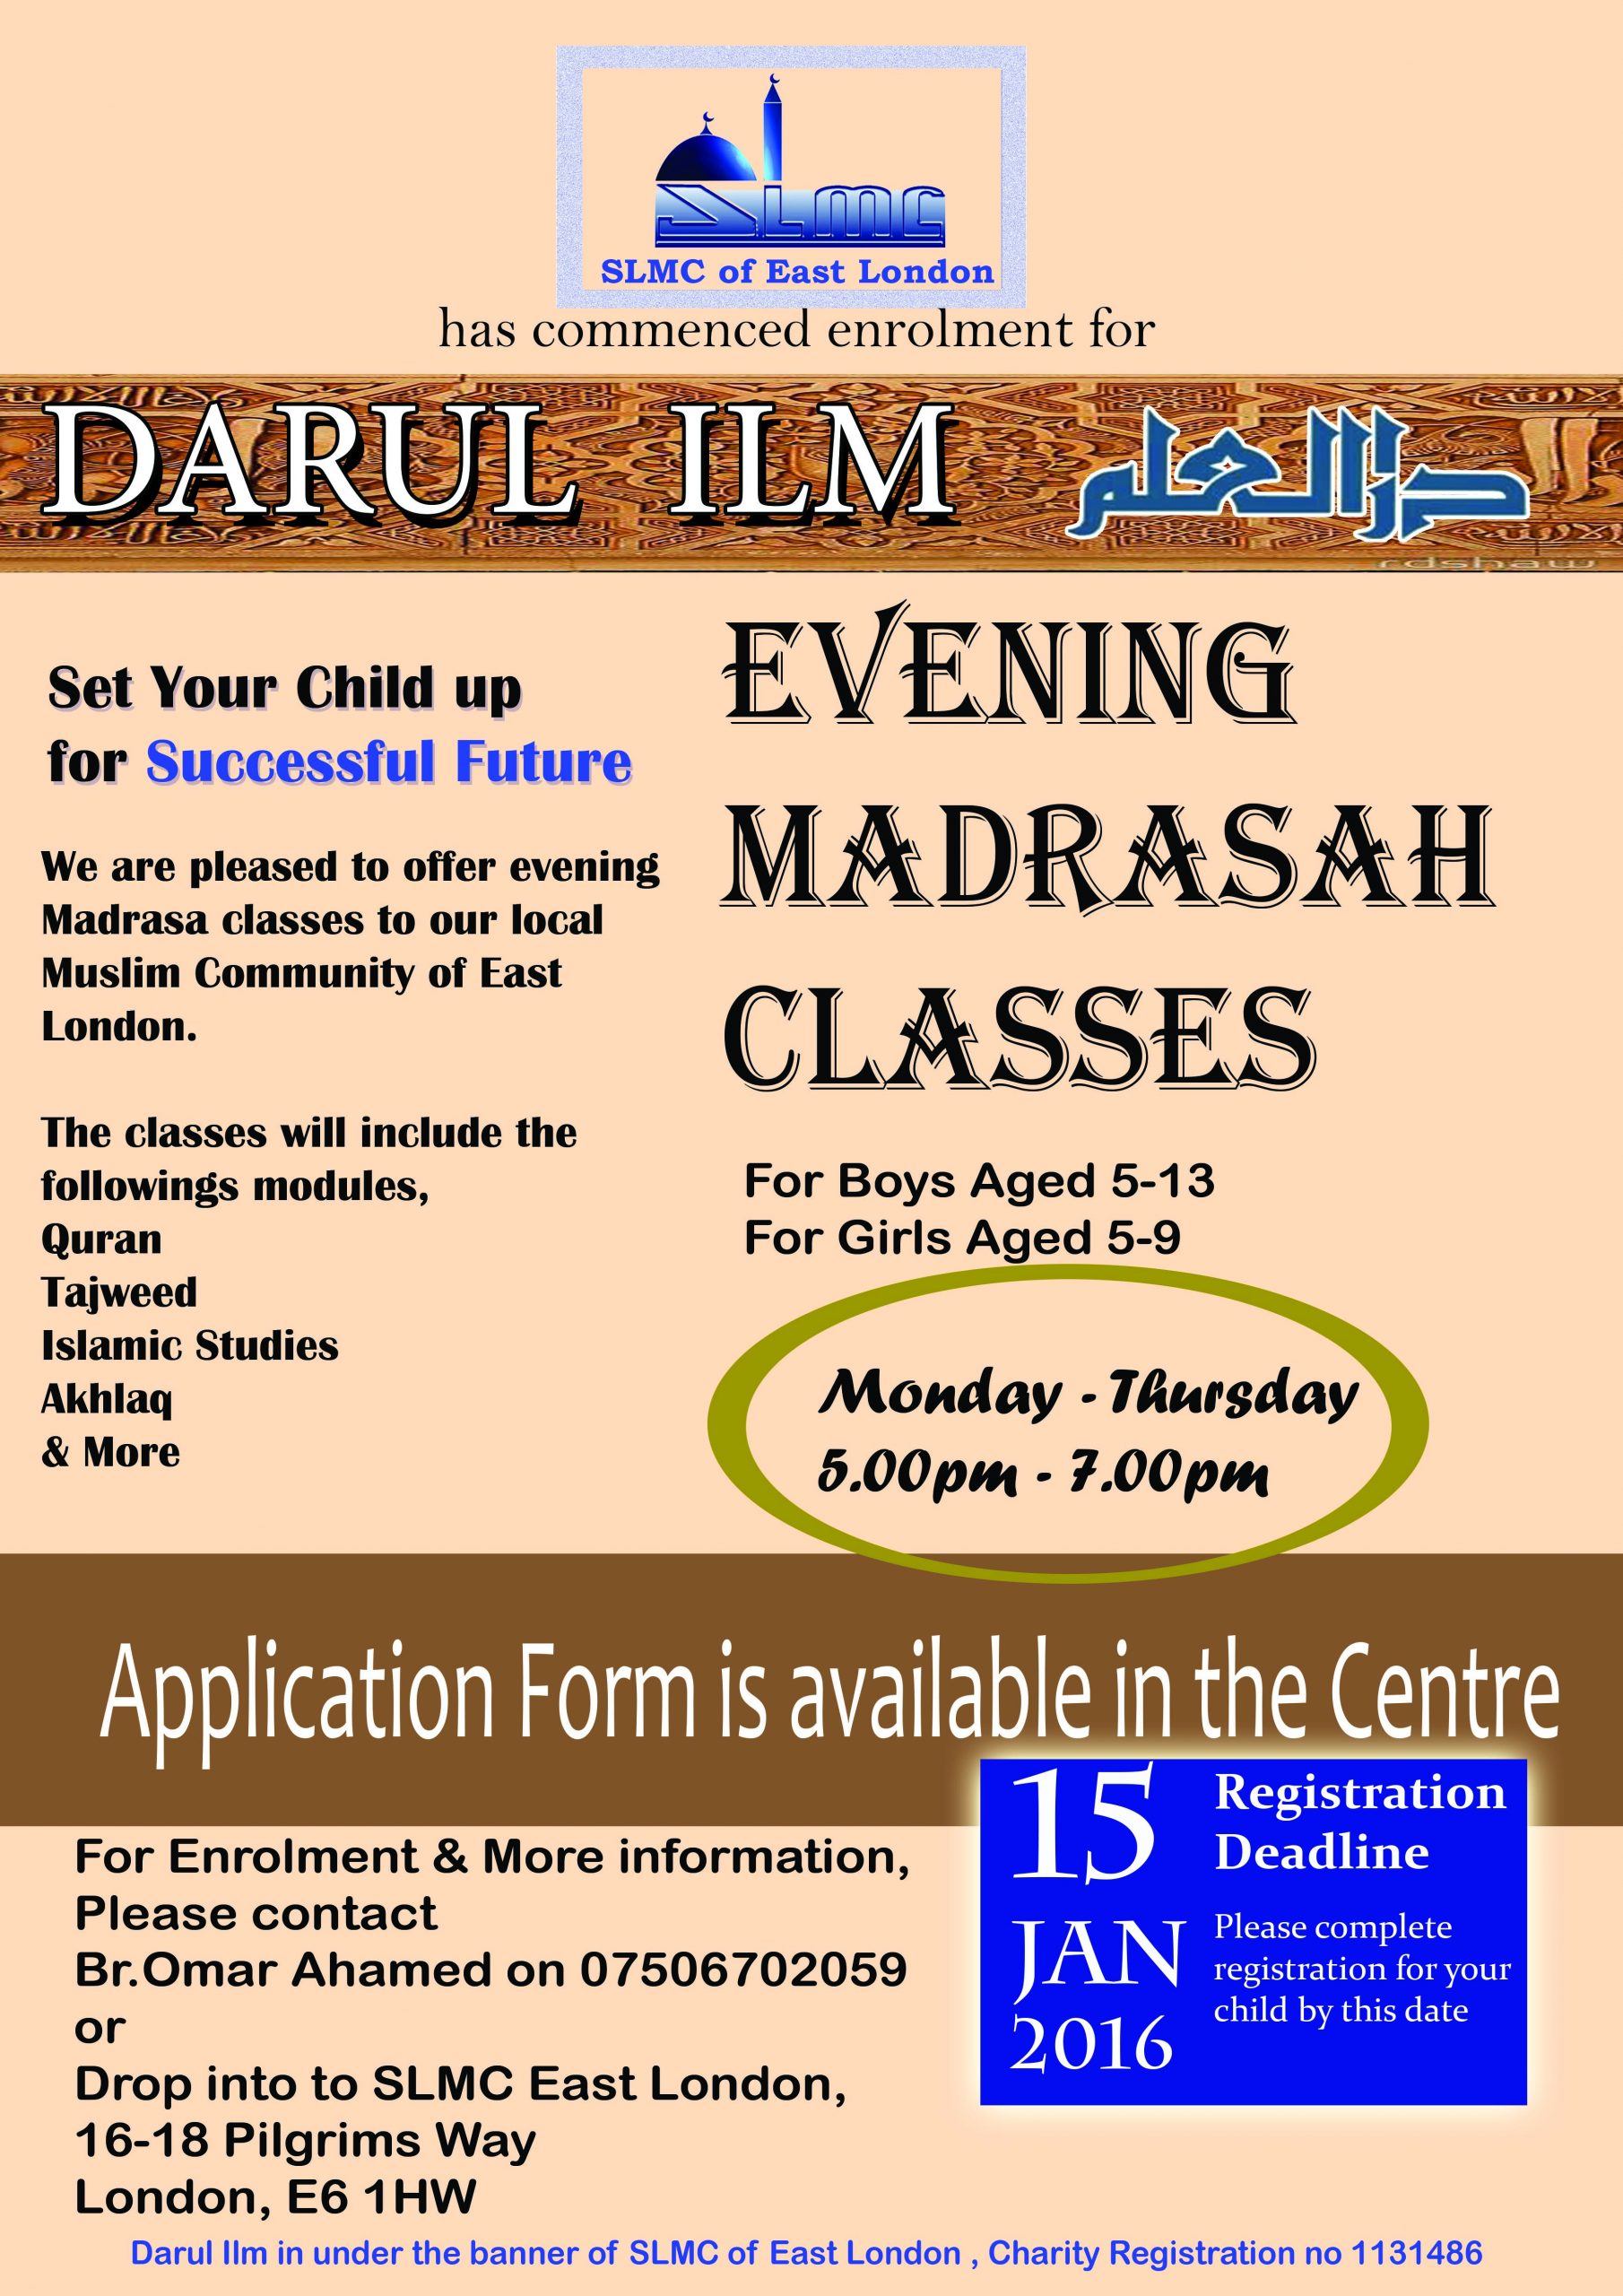 SLMC
SLMC of East London
has commenced enrolment for
DARUL ILM دار العلم
rdshaw
Set Your Child up
for Successful Future
We are pleased to offer evening
Madrasa classes to our local
Muslim Community of East
London.
The classes will include the
followings modules,
Quran
Tajweed
Islamic Studies
Akhlaq
& More
EVENING
MADRASAH
CLASSES
For Boys Aged 5-13
For Girls Aged 5-9
Monday - Thursday
5.00pm - 7.00pm
Application Form is available in the Centre
15
JAN
2016
Registration
Deadline
Please complete
registration for your
child by this date
For Enrolment & More information,
Please contact
Br.Omar Ahamed on 07506702059
or
Drop into to SLMC East London,
16-18 Pilgrims Way
London, E6 1HW
Darul Ilm in under the banner of SLMC of East London , Charity Registration no 1131486